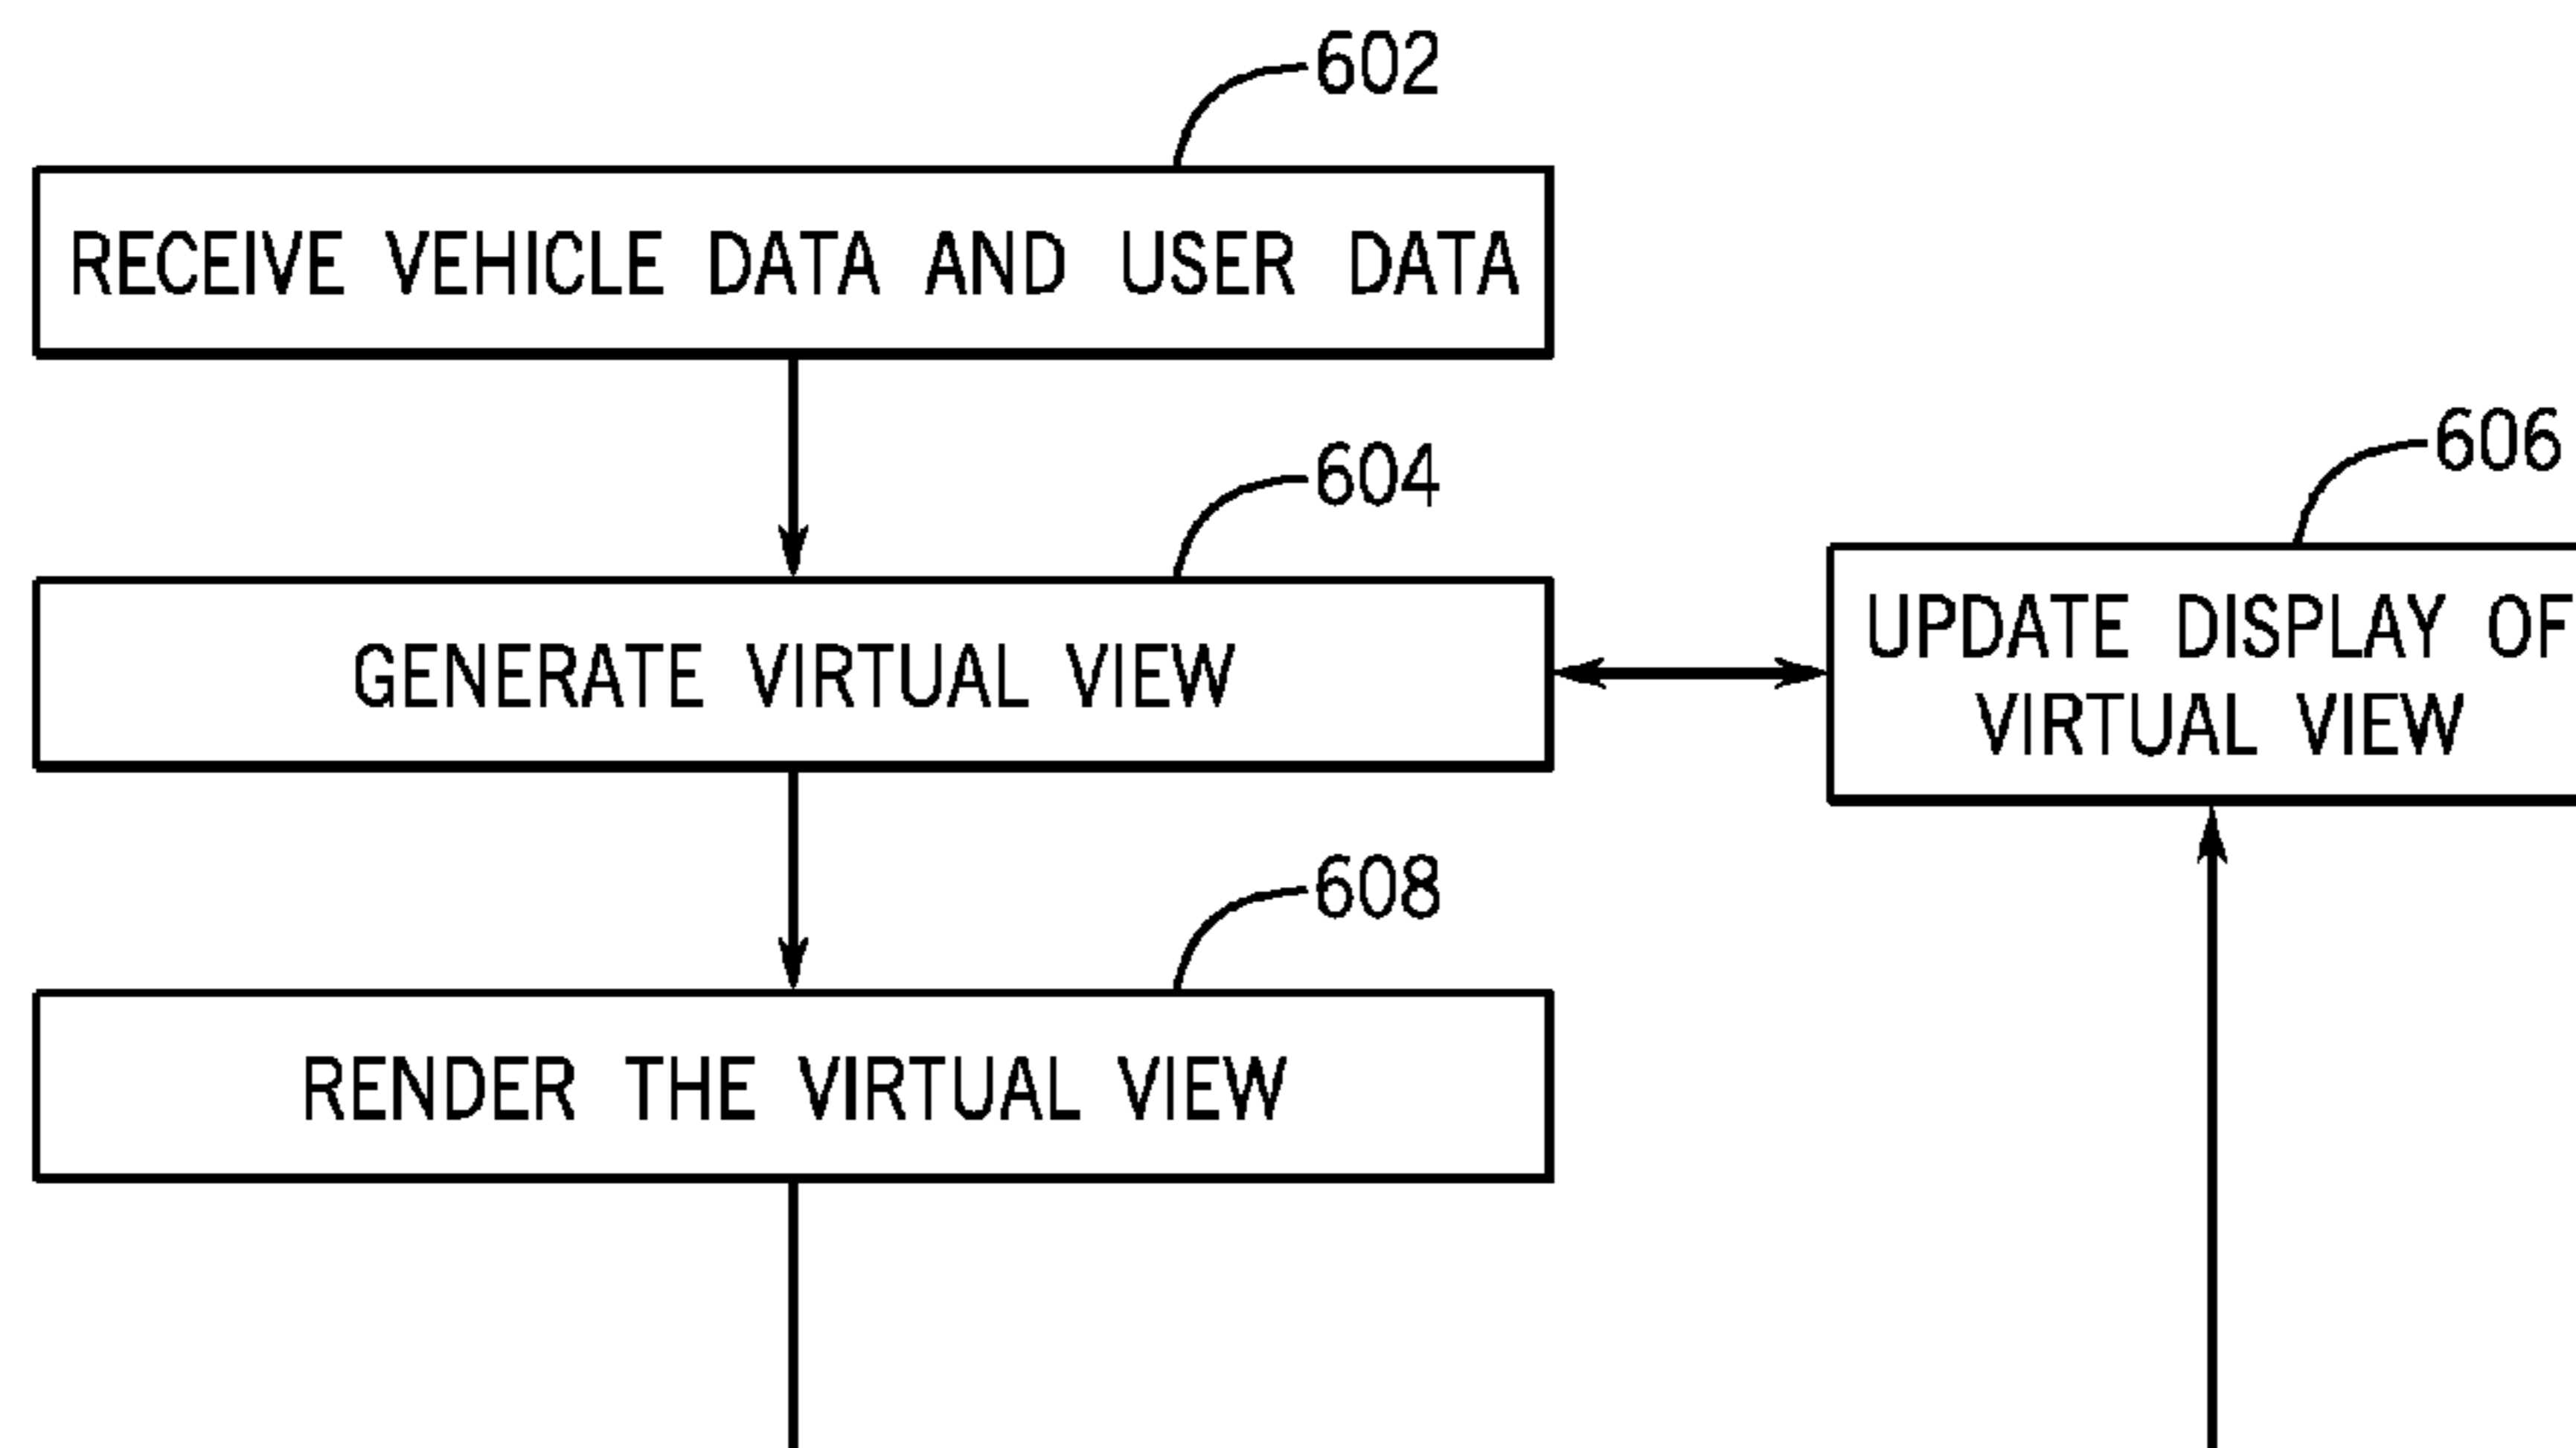 602
RECEIVE VEHICLE DATA AND USER DATA
604
GENERATE VIRTUAL VIEW
606
UPDATE DISPLAY OF
VIRTUAL VIEW
608
RENDER THE VIRTUAL VIEW